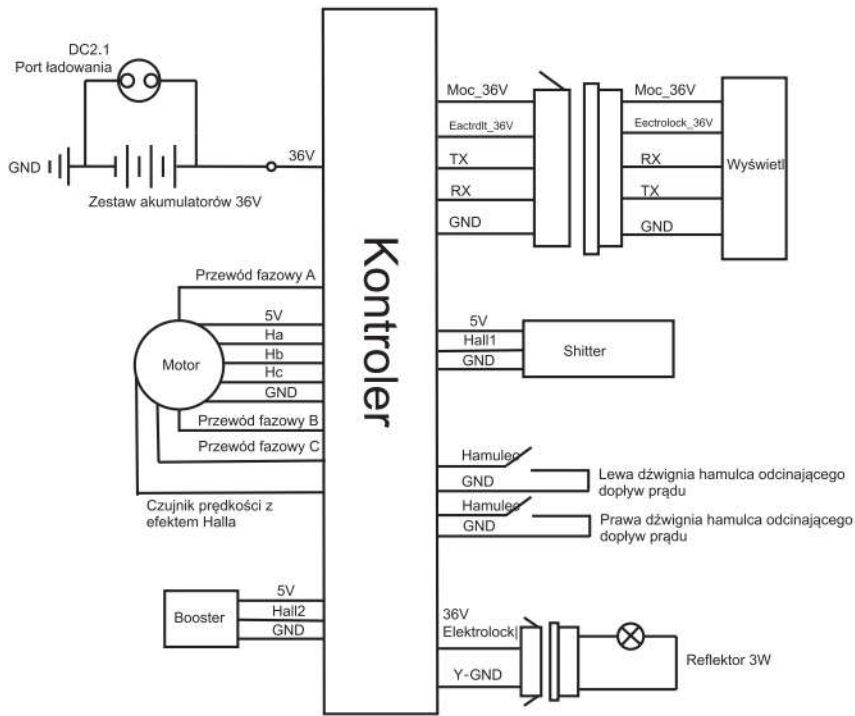 DC2.1
Port ładowania
GND
36V
Zestaw akumulatorów 36V
Przewód fazowy A
5V
Ha
Hb
Hc
GND
Motor
Przewód fazowy B
Przewód fazowy C
Czujnik prędkości z
efektem Halla
5V
Hall2
GND
Booster
Kontroler
Moc_36V
Eactrdlt_36V
TX
RX
GND
Moc_36V
Eectrolock_36V
RX
TX
GND
Wyświetl
5V
Hall1
GND
Shitter
Hamulec
GND
Lewa dźwignia hamulca odcinającego
dopływ prądu
Hamulec
GND
Prawa dźwignia hamulca odcinającego
dopływ prądu
36V
Elektrolock|
Y-GND
Reflektor 3W